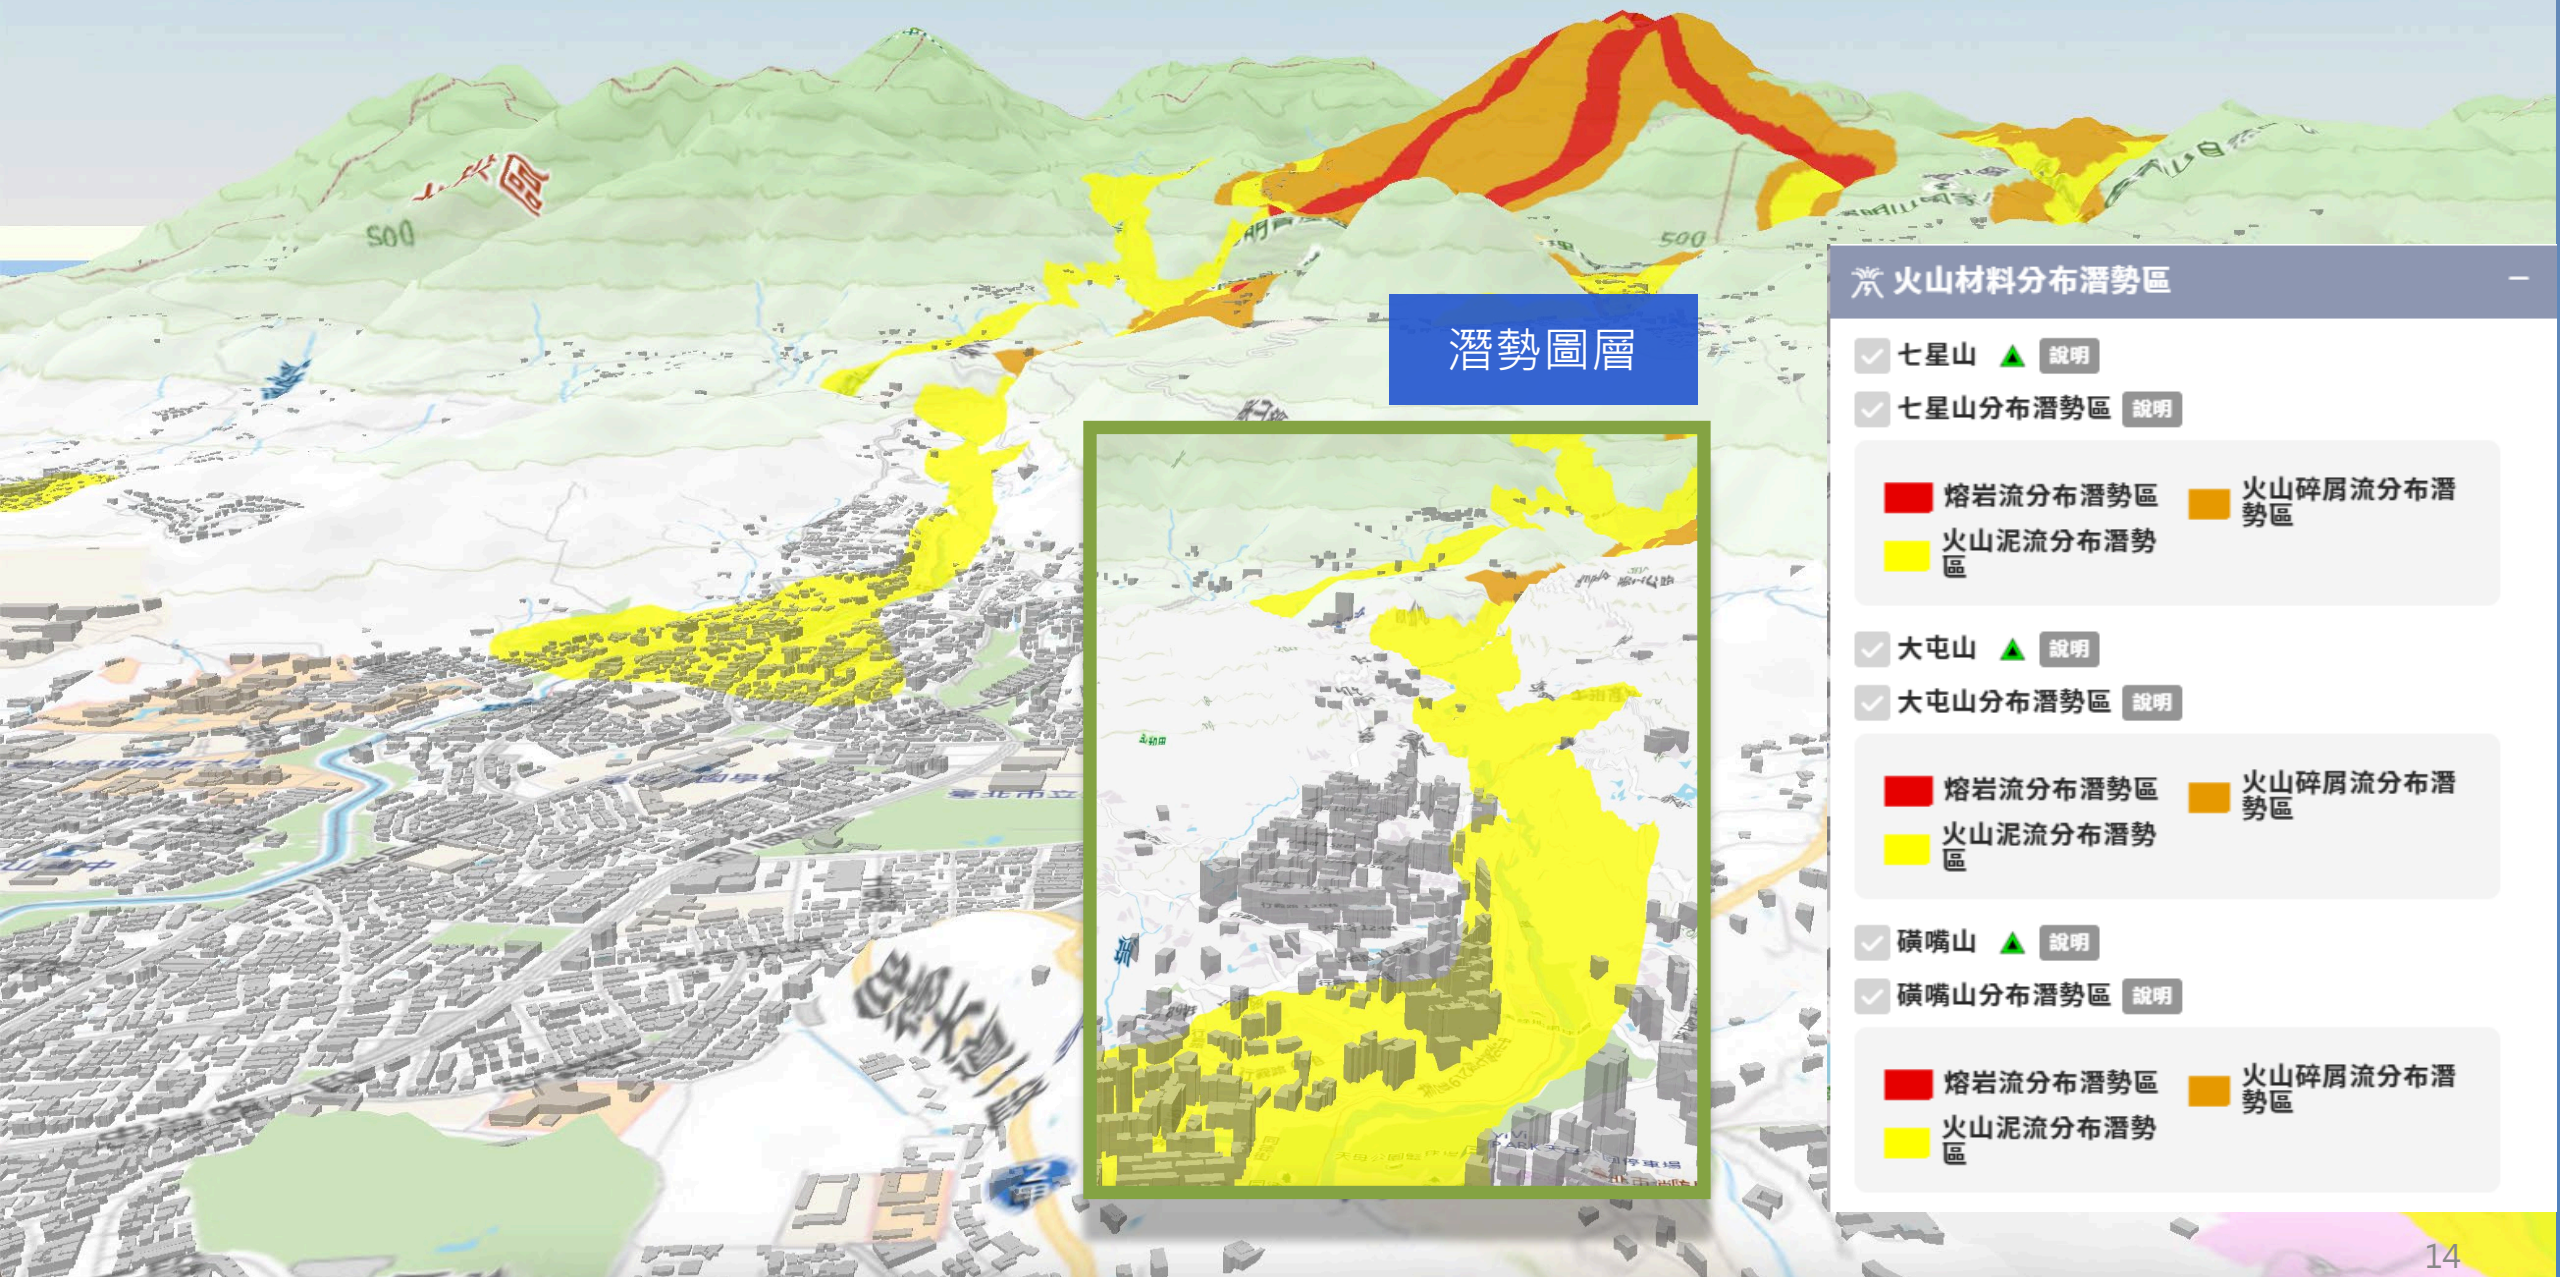 500
500
潛勢圖層
火山材料分布潛勢區
七星山 說明
七星山分布潛勢區 說明
熔岩流分布潛勢區
火山碎屑流分布潛
勢區
火山泥流分布潛勢
區
大屯山 說明
大屯山分布潛勢區 說明
熔岩流分布潛勢區
火山碎屑流分布潛
勢區
火山泥流分布潛勢
區
磺嘴山 說明
磺嘴山分布潛勢區 說明
熔岩流分布潛勢區
火山碎屑流分布潛
勢區
火山泥流分布潛勢
區
臺北市立
2甲
14